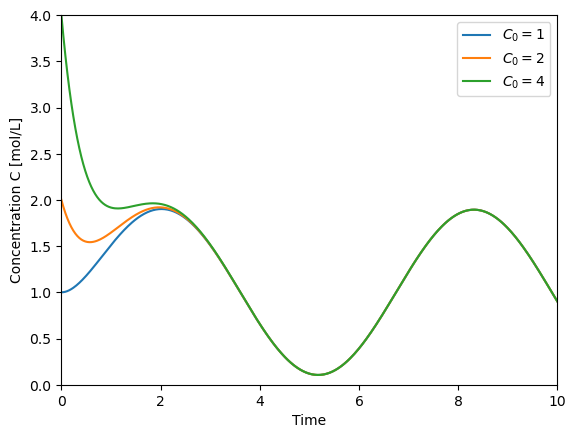 4.0
3.5
3.0
2.5
2.0
1.5
1.0
0.5
0.0
Concentration C [mol/L]
C₀ = 1
C₀ = 2
C₀ = 4
0 2 4 6 8 10
Time